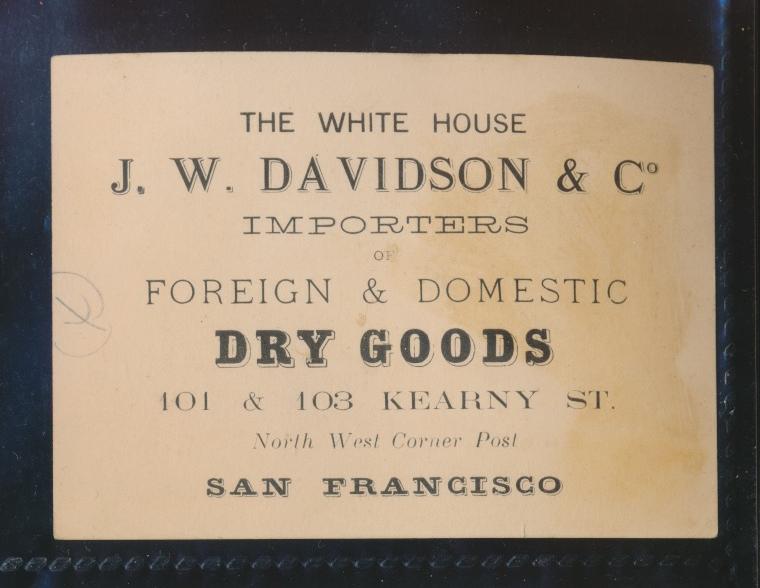 THE WHITE HOUSE
J. W. DAVIDSON & Co
IMPORTERS
OF
FOREIGN & DOMESTIC
DRY GOODS
101 & 103 KEARNY ST.
North West Corner Post
SAN FRANCISCO